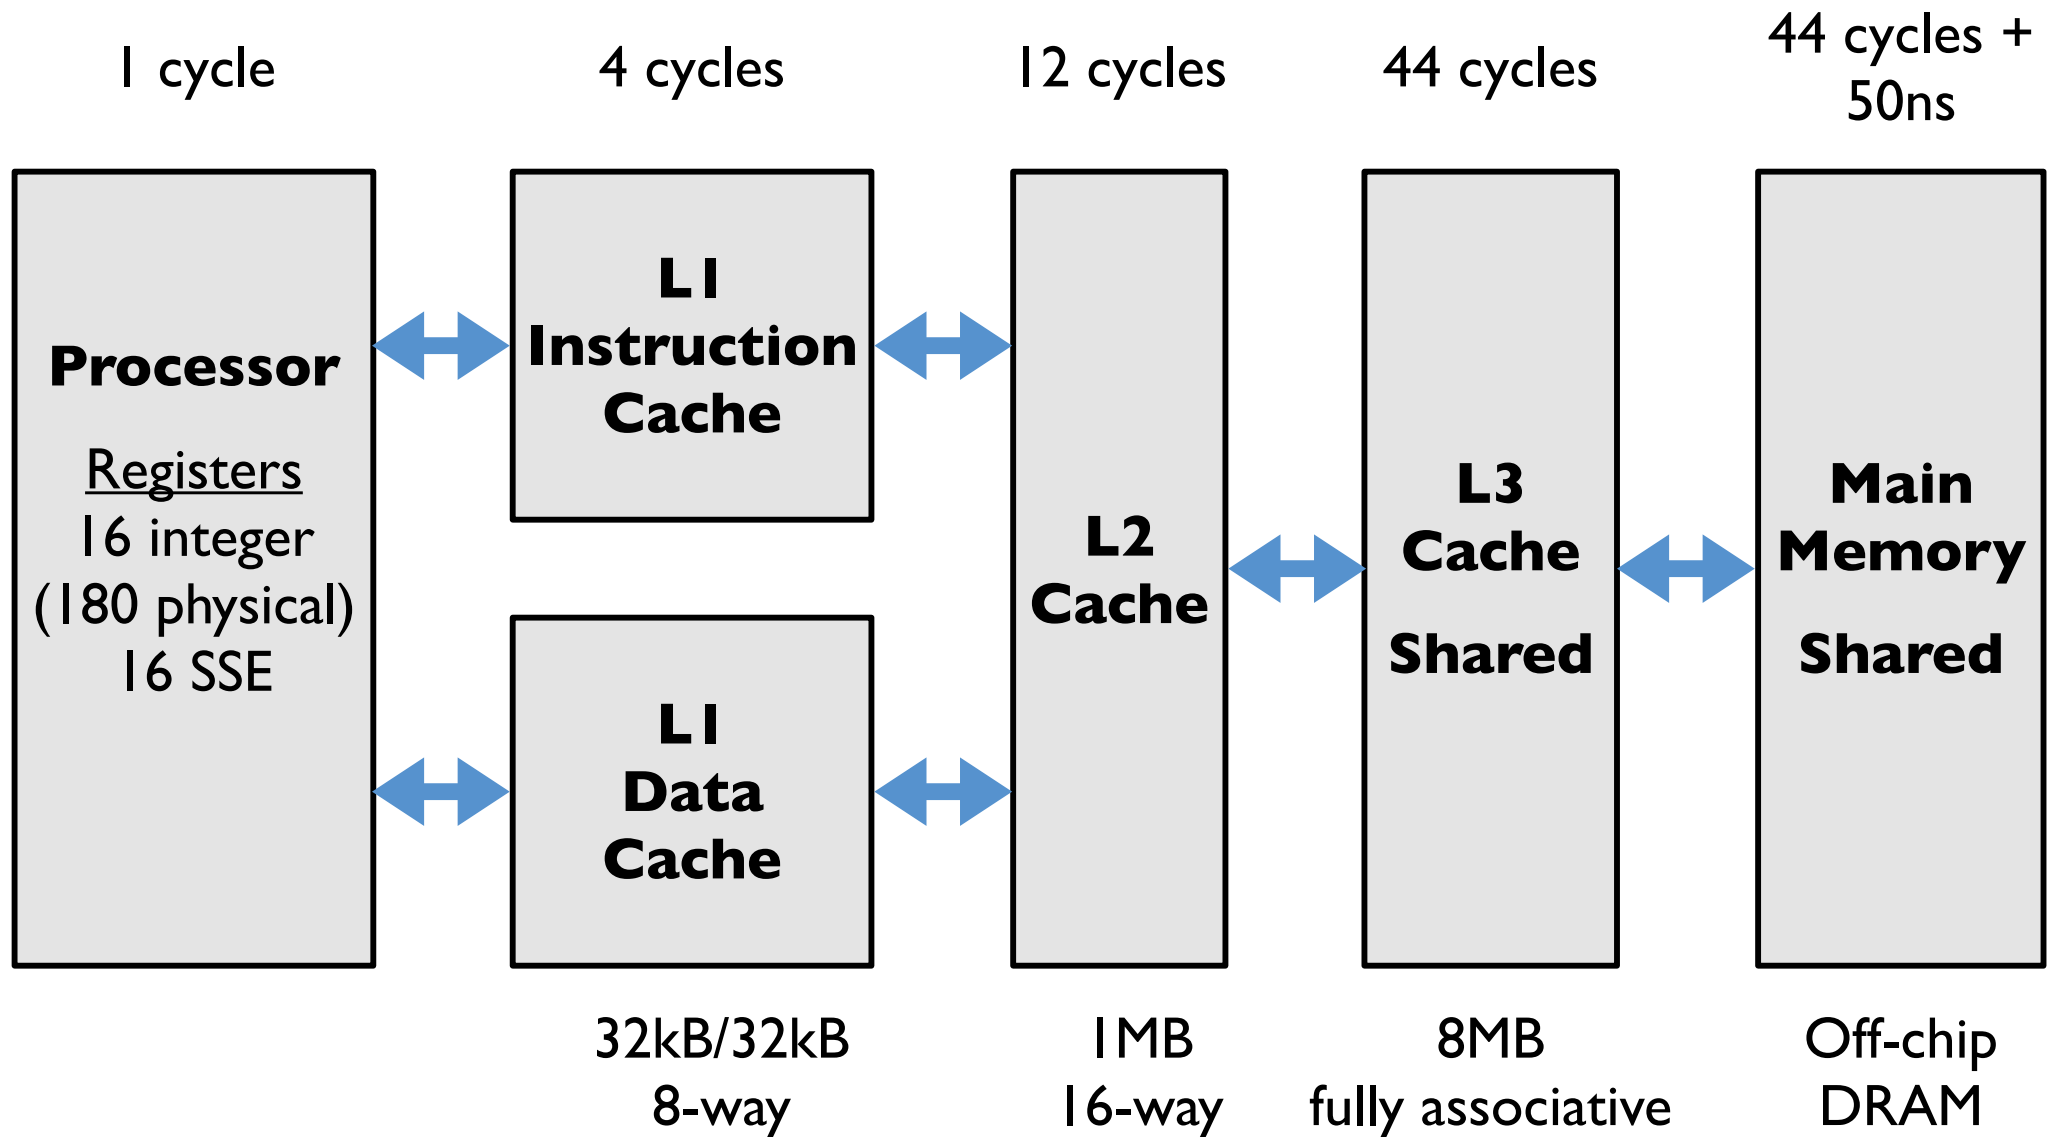 1 cycle
4 cycles
12 cycles
44 cycles
44 cycles +
50ns
Processor
Registers
16 integer
(180 physical)
16 SSE
L1
Instruction
Cache
L1
Data
Cache
L2
Cache
L3
Cache
Shared
Main
Memory
Shared
32kB/32kB
8-way
1MB
16-way
8MB
fully associative
Off-chip
DRAM